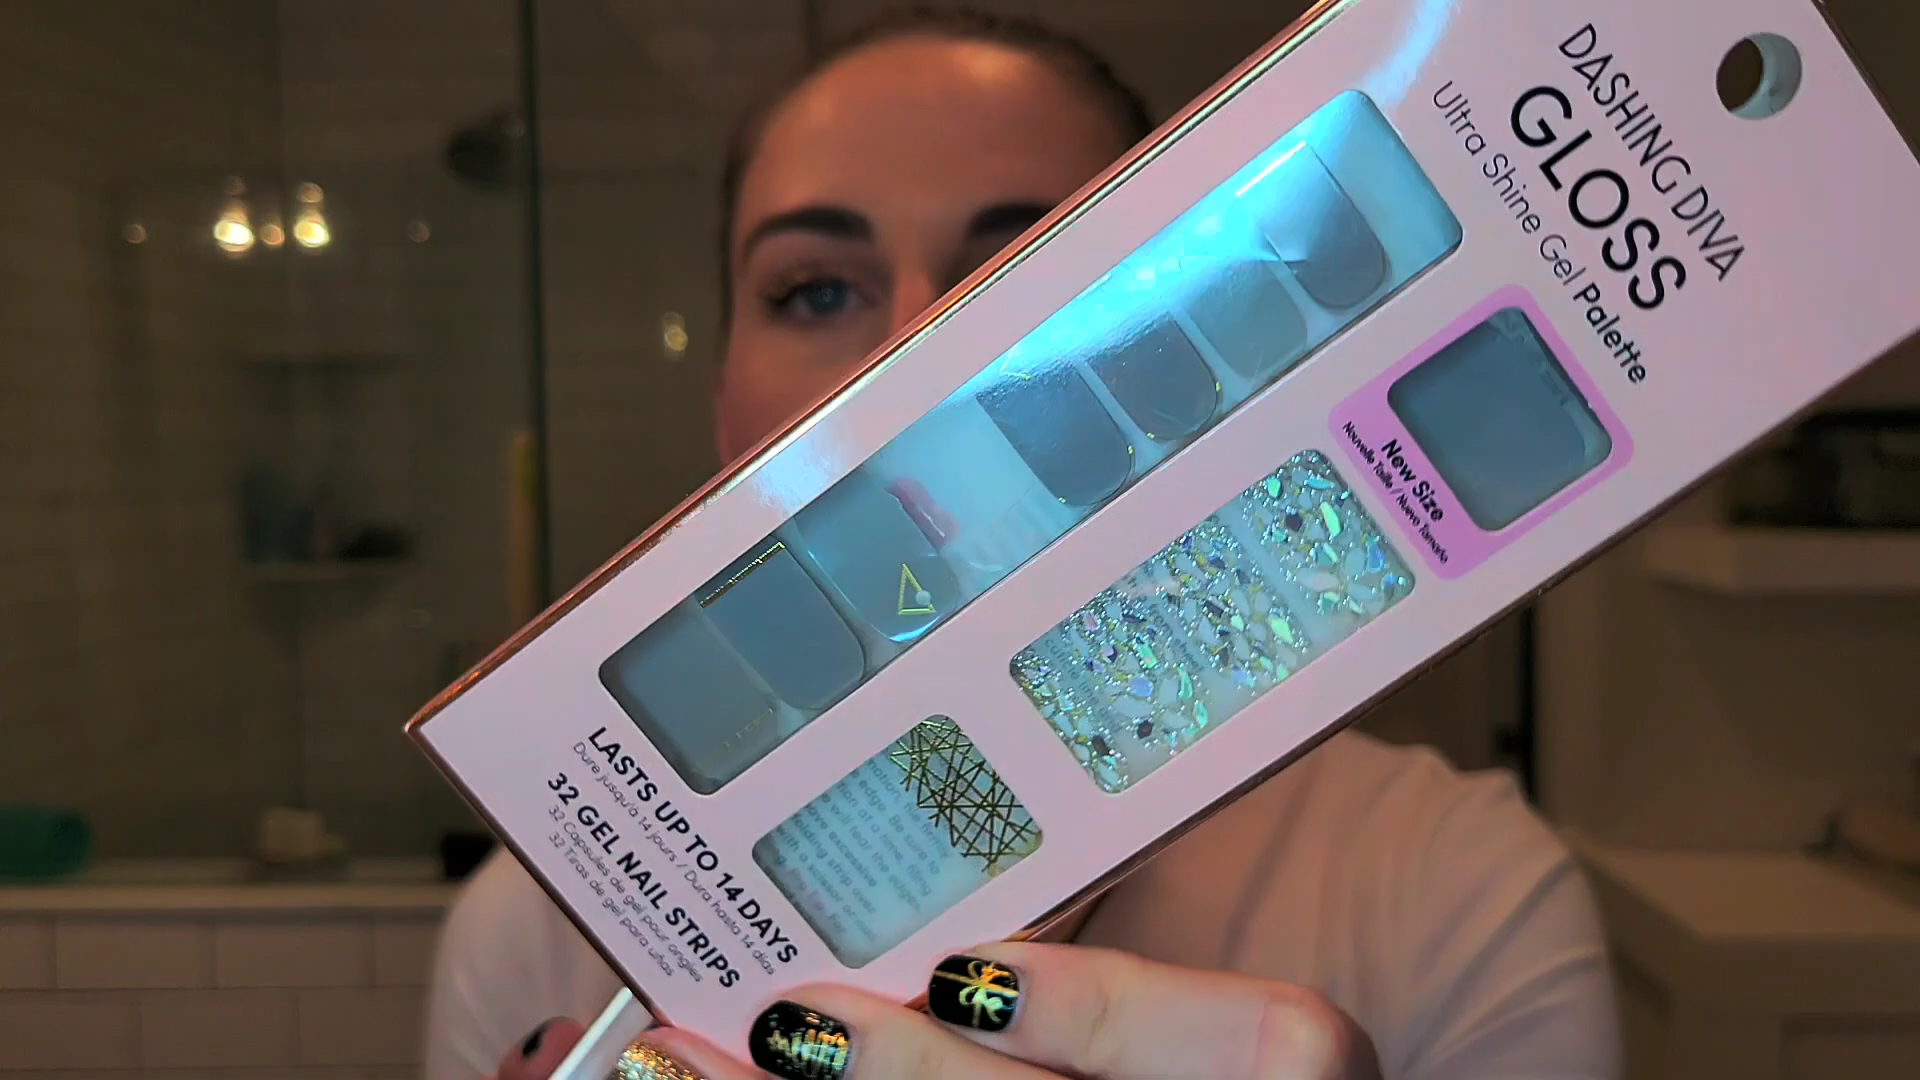 DASHING DIVA
GLOSS
Ultra Shine Gel Palette
New Size
Nouvelle Taille / Nuevo Tamaño
LASTS UP TO 14 DAYS
Dure jusqu'à 14 jours / Dura hasta 14 días
32 GEL NAIL STRIPS
32 Capsules de gel pour ongles
32 Tiras de gel para uñas